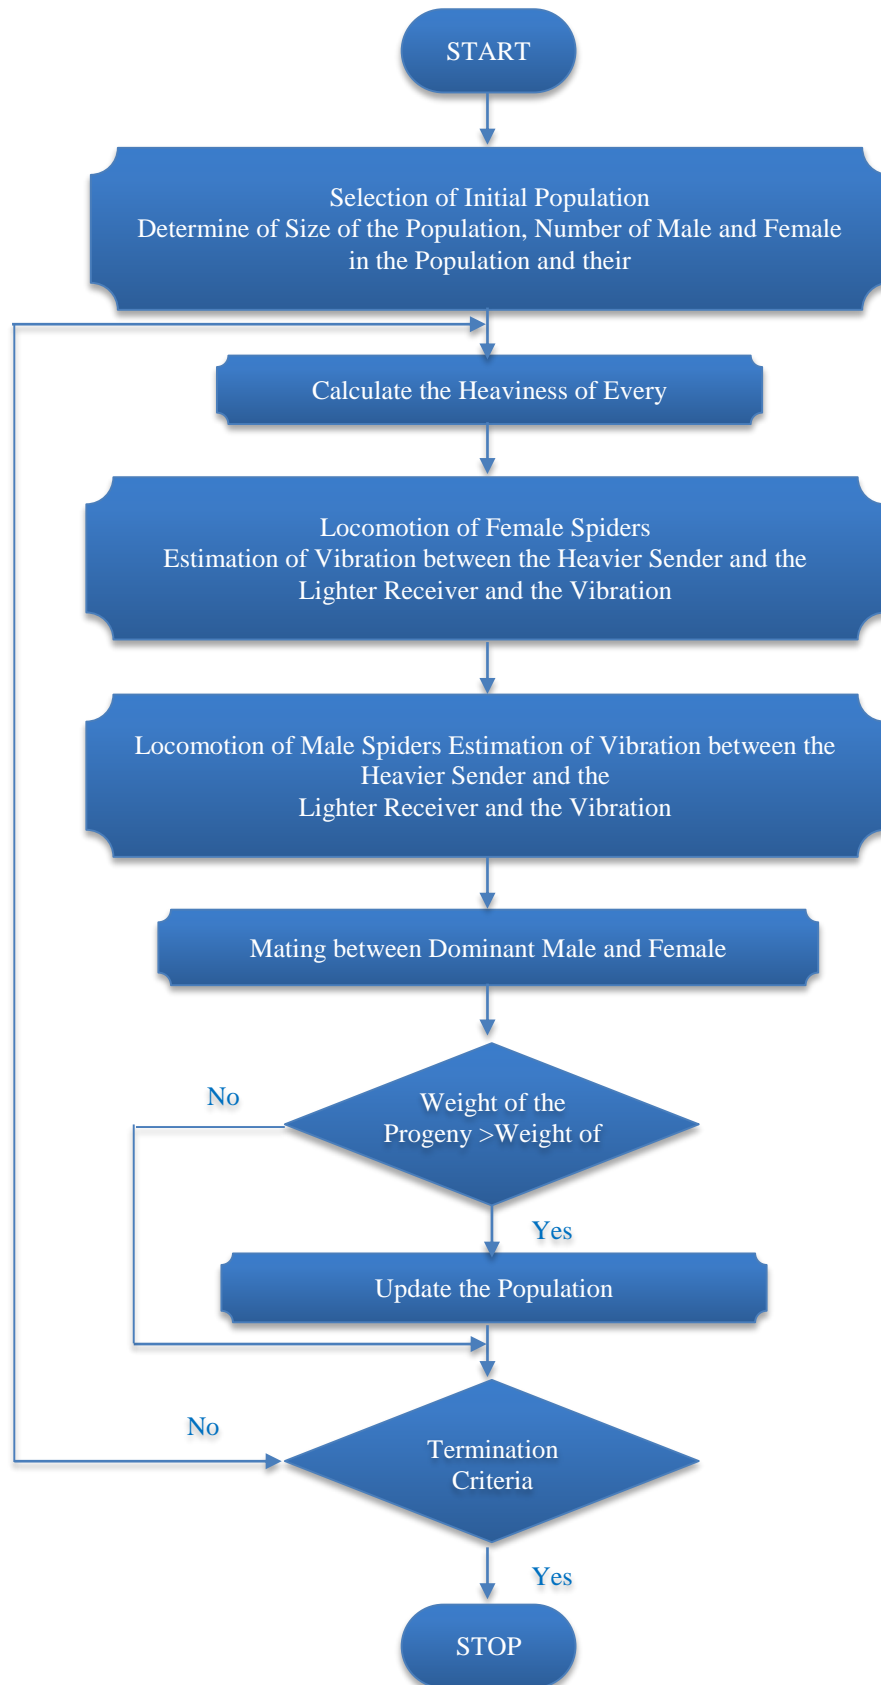 START
Selection of Initial Population
Determine of Size of the Population, Number of Male and Female
in the Population and their
Calculate the Heaviness of Every
Locomotion of Female Spiders
Estimation of Vibration between the Heavier Sender and the
Lighter Receiver and the Vibration
Locomotion of Male Spiders Estimation of Vibration between the
Heavier Sender and the
Lighter Receiver and the Vibration
Mating between Dominant Male and Female
No
Weight of the
Progeny >Weight of
Yes
Update the Population
No
Termination
Criteria
Yes
STOP